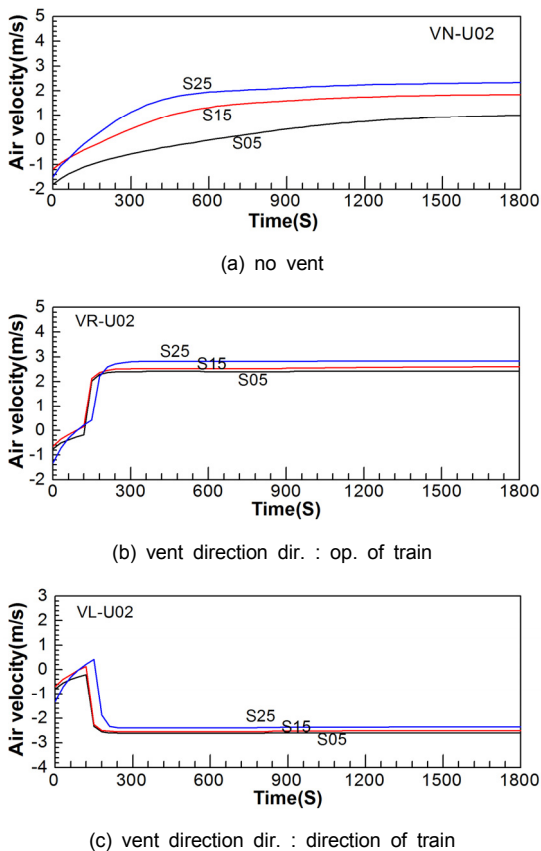 Air velocity(m/s)
5
4
3
2
1
0
-1
-2
VN-U02
S25
S15
S05
0 300 600 900 1200 1500 1800
Time(S)
(a) no vent
Air velocity(m/s)
5
4
3
2
1
0
-1
-2
VR-U02
S25
S15
S05
0 300 600 900 1200 1500 1800
Time(S)
(b) vent direction dir. : op. of train
Air velocity(m/s)
3
2
1
0
-1
-2
-3
-4
VL-U02
S25
S15
S05
0 300 600 900 1200 1500 1800
Time(S)
(c) vent direction dir. : direction of train